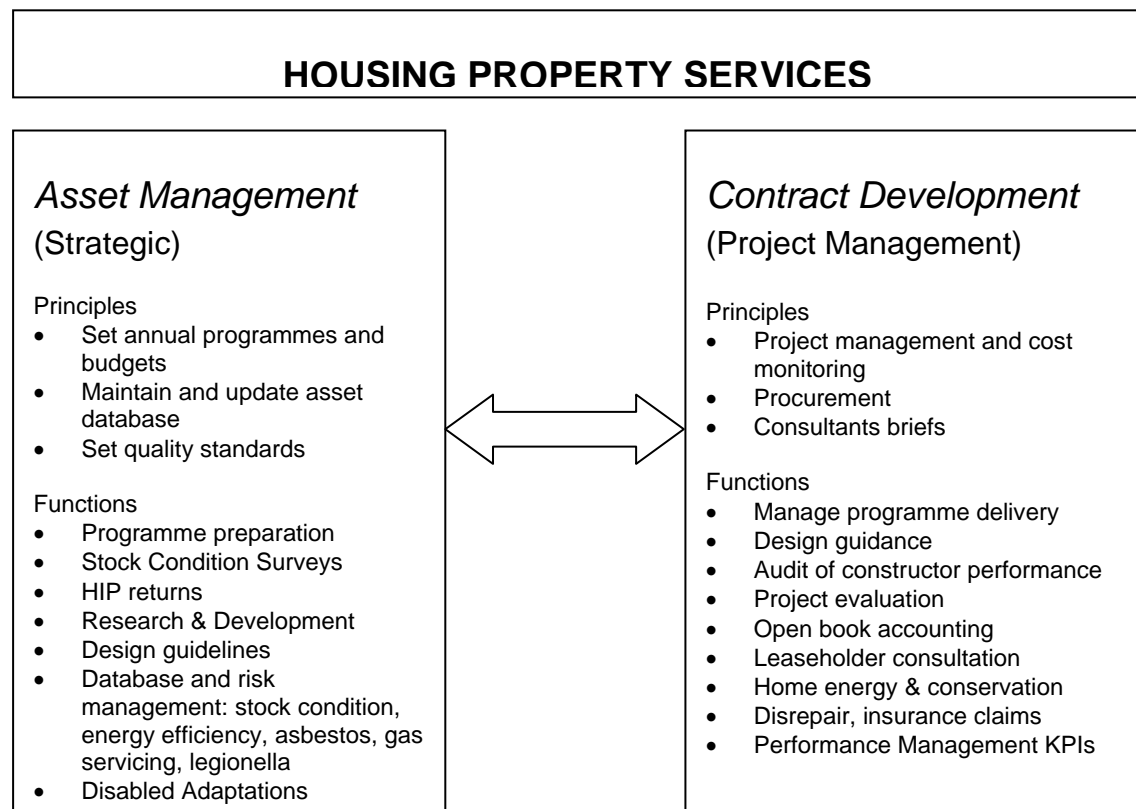 HOUSING PROPERTY SERVICES
Asset Management
(Strategic)
Principles
• Set annual programmes and
budgets
• Maintain and update asset
database
• Set quality standards
Functions
• Programme preparation
• Stock Condition Surveys
• HIP returns
• Research & Development
• Design guidelines
• Database and risk
management: stock condition,
energy efficiency, asbestos, gas
servicing, legionella
• Disabled Adaptations
Contract Development
(Project Management)
Principles
• Project management and cost
monitoring
• Procurement
• Consultants briefs
Functions
• Manage programme delivery
• Design guidance
• Audit of constructor performance
• Project evaluation
• Open book accounting
• Leaseholder consultation
• Home energy & conservation
• Disrepair, insurance claims
• Performance Management KPIs